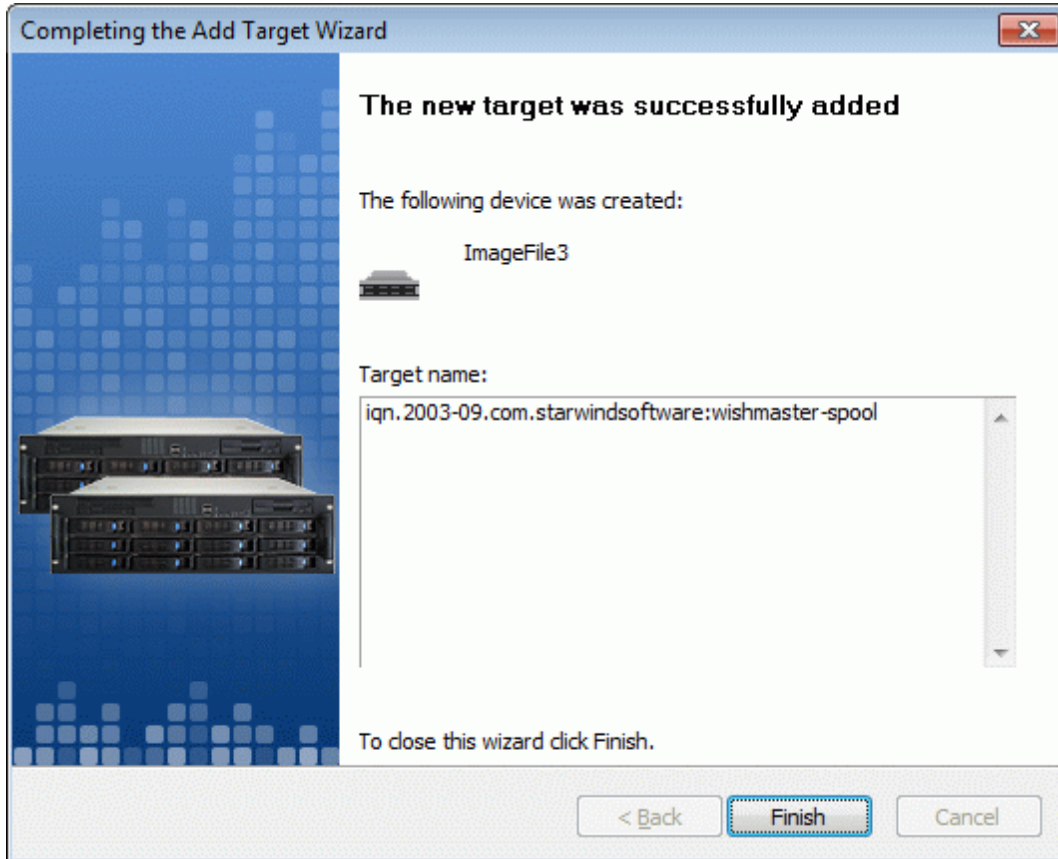 Completing the Add Target Wizard
The new target was successfully added
The following device was created:
ImageFile3
Target name:
iqn.2003-09.com.starwindsoftware:wishmaster-spool
To close this wizard click Finish.
< Back
Finish
Cancel